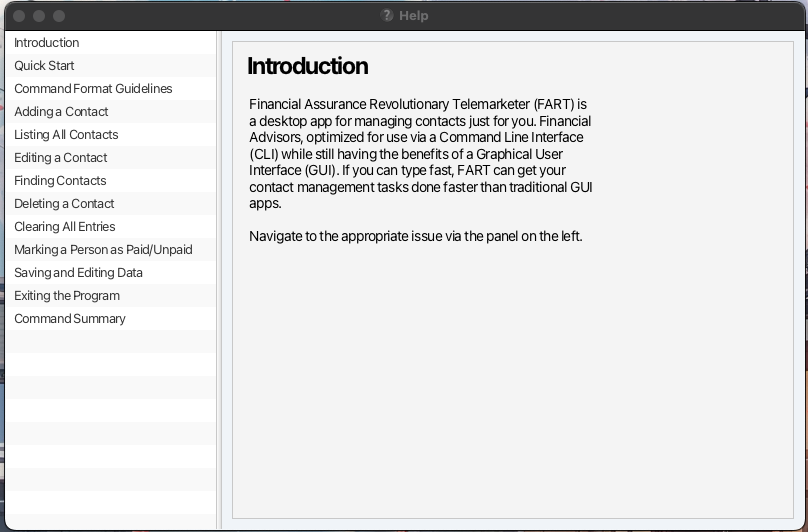 Help
Introduction
Quick Start
Command Format Guidelines
Adding a Contact
Listing All Contacts
Editing a Contact
Finding Contacts
Deleting a Contact
Clearing All Entries
Marking a Person as Paid/Unpaid
Saving and Editing Data
Exiting the Program
Command Summary
Introduction
Financial Assurance Revolutionary Telemarketer (FART) is
a desktop app for managing contacts just for you. Financial
Advisors, optimized for use via a Command Line Interface
(CLI) while still having the benefits of a Graphical User
Interface (GUI). If you can type fast, FART can get your
contact management tasks done faster than traditional GUI
apps.
Navigate to the appropriate issue via the panel on the left.